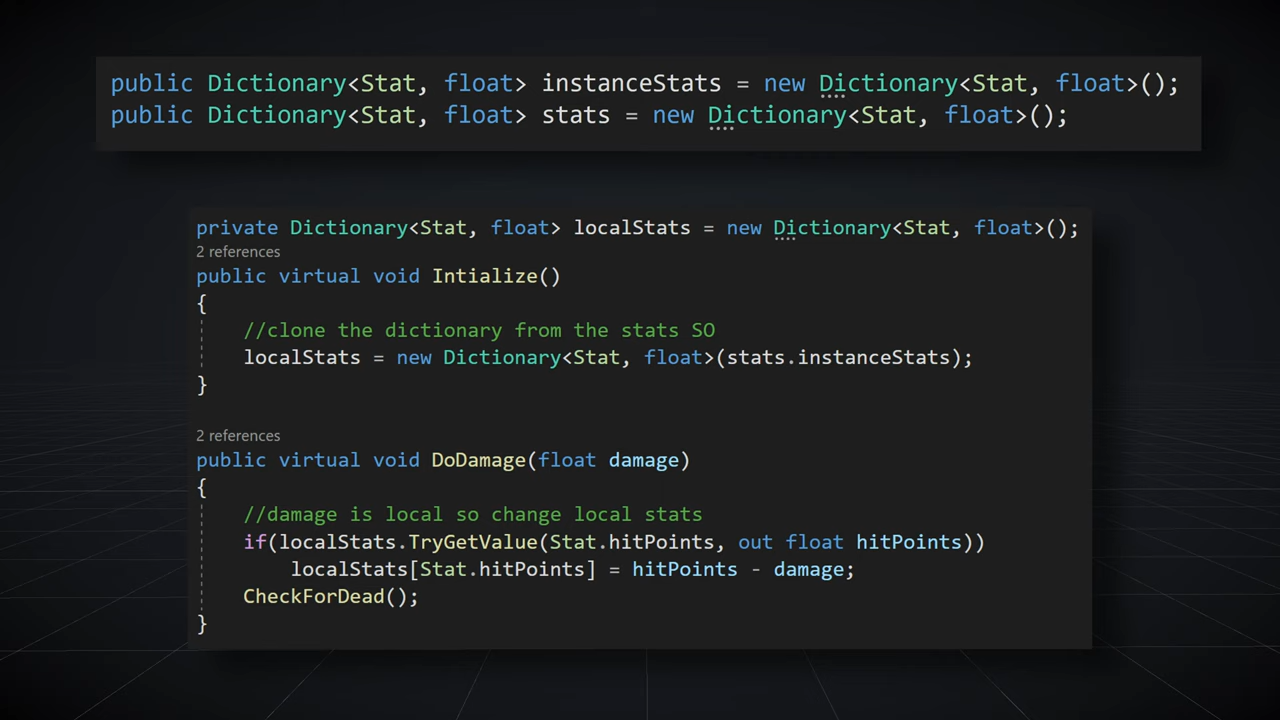 public Dictionary<Stat, float> instanceStats = new Dictionary<Stat, float>();
public Dictionary<Stat, float> stats = new Dictionary<Stat, float>();
private Dictionary<Stat, float> localStats = new Dictionary<Stat, float>();
2 references
public virtual void Intialize()
{
//clone the dictionary from the stats SO
localStats = new Dictionary<Stat, float>(stats.instanceStats);
}
2 references
public virtual void DoDamage(float damage)
{
//damage is local so change local stats
if(localStats.TryGetValue(Stat.hitPoints, out float hitPoints))
localStats[Stat.hitPoints] = hitPoints - damage;
CheckForDead();
}